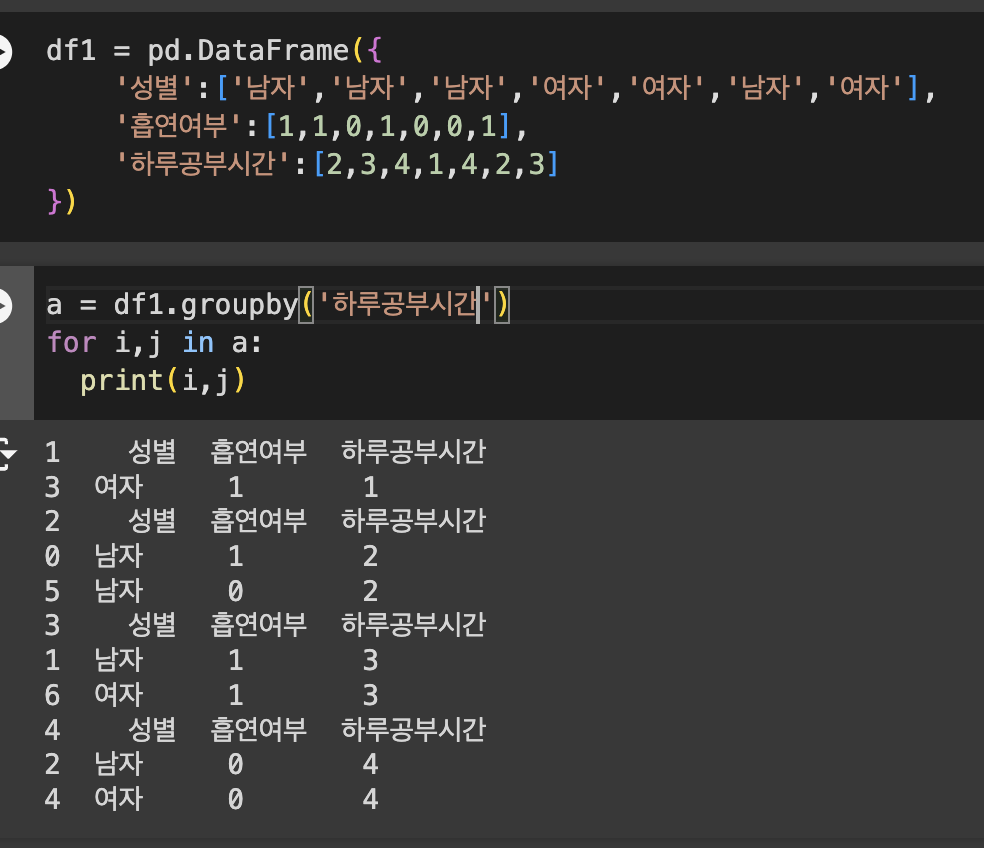 df1 = pd.DataFrame({
'성별':['남자','남자','남자','여자','여자','남자','여자'],
'흡연여부':[1,1,0,1,0,0,1],
'하루공부시간':[2,3,4,1,4,2,3]
})
a = df1.groupby('하루공부시간')
for i,j in a:
print(i,j)
1 성별 흡연여부 하루공부시간
3 여자 1 1
2 성별 흡연여부 하루공부시간
0 남자 1 2
5 남자 0 2
3 성별 흡연여부 하루공부시간
1 남자 1 3
6 여자 1 3
4 성별 흡연여부 하루공부시간
2 남자 0 4
4 여자 0 4